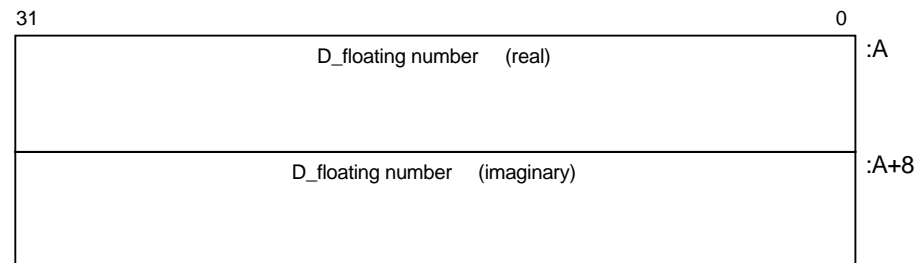 31 0
D_floating number (real) :A
D_floating number (imaginary) :A+8